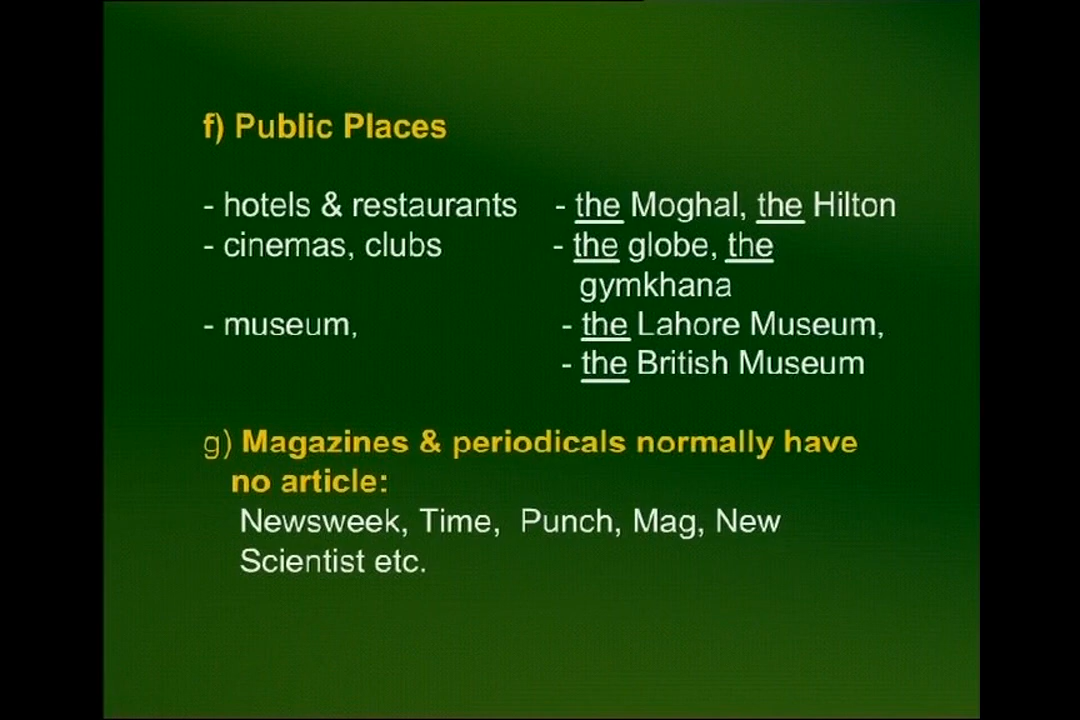 f) Public Places
- hotels & restaurants - the Moghal, the Hilton
- cinemas, clubs - the globe, the
gymkhana
- museum, - the Lahore Museum,
- the British Museum
g) Magazines & periodicals normally have
no article:
Newsweek, Time, Punch, Mag, New
Scientist etc.